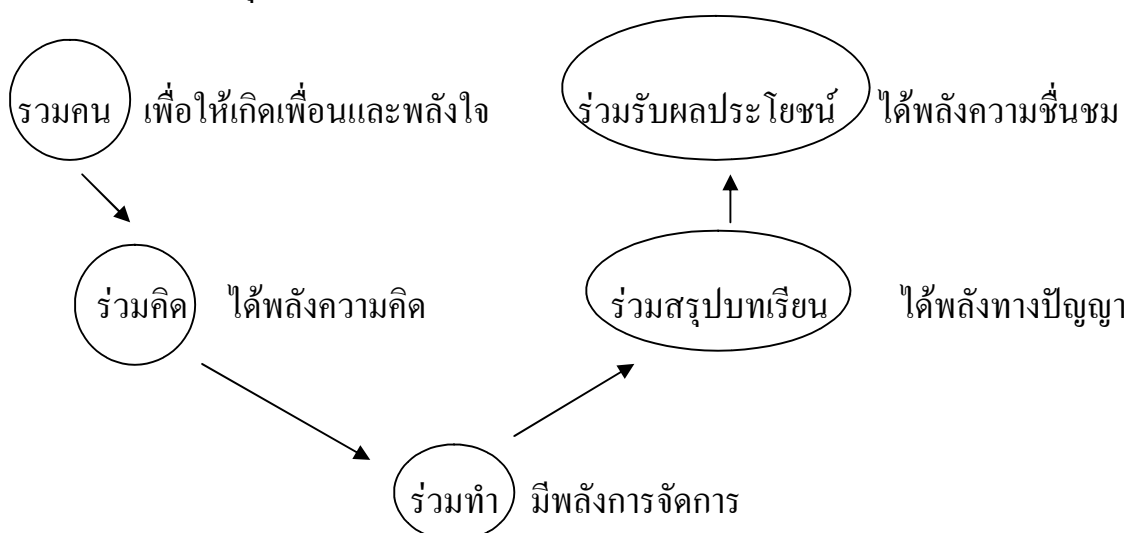 รวมคน เพื่อให้เกิดเพื่อนและพลังใจ
ร่วมรับผลประโยชน์ ได้พลังความชื่นชม
ร่วมคิด ได้พลังความคิด
ร่วมสรุปบทเรียน ได้พลังทางปัญญา
ร่วมทำ มีพลังการจัดการ